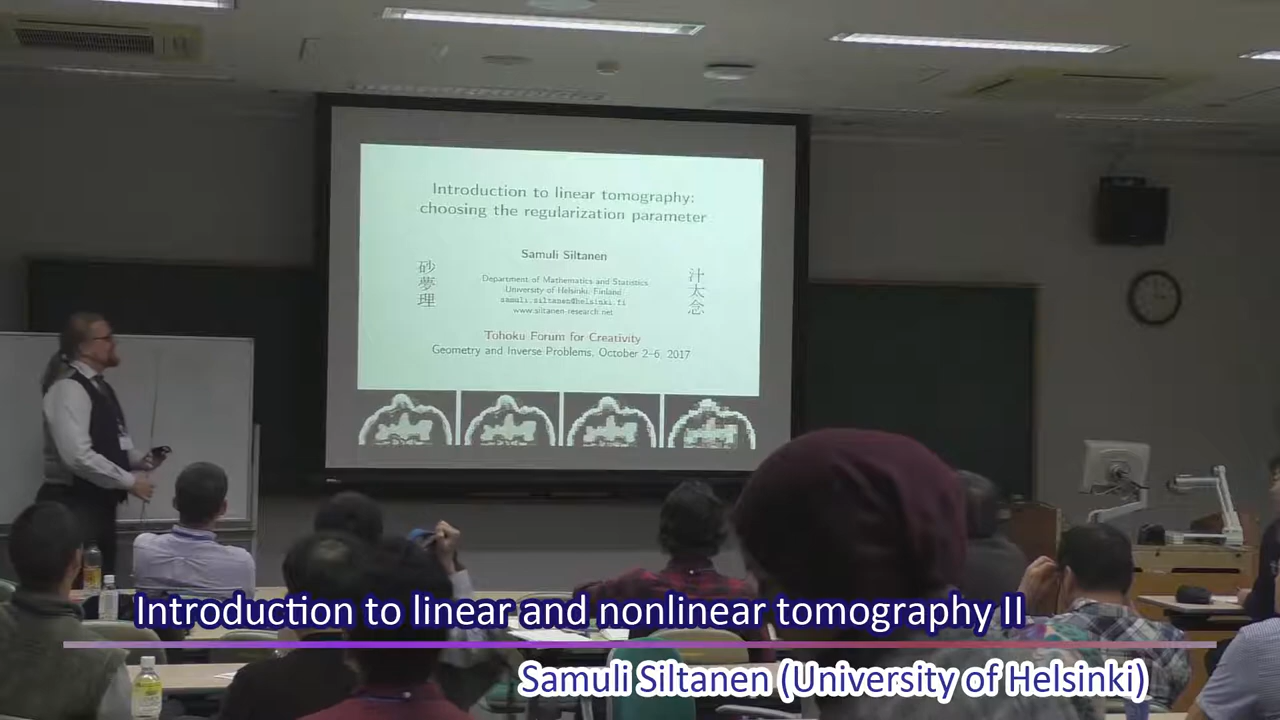 Introduction to linear tomography:
choosing the regularization parameter
Samuli Siltanen
砂夢理
汁太念
Department of Mathematics and Statistics
University of Helsinki, Finland
samuli.siltanen@helsinki.fi
www.siltanen-research.net
Tohoku Forum for Creativity
Geometry and Inverse Problems, October 2–6, 2017
Introduction to linear and nonlinear tomography II
Samuli Siltanen (University of Helsinki)